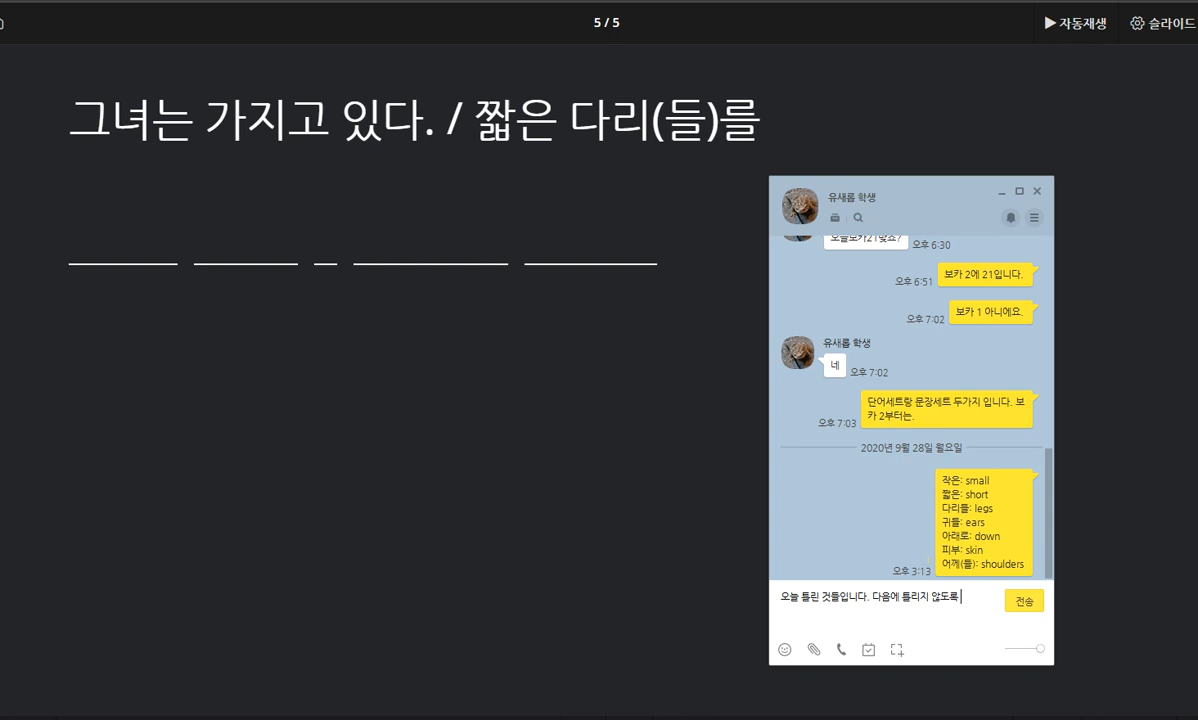 5 / 5
자동재생
슬라이드
그녀는 가지고 있다. / 짧은 다리(들)를
유새롬 학생
오늘보카21맞죠?
오후 6:30
보카 2에 21입니다.
오후 6:51
보카 1 아니에요.
오후 7:02
유새롬 학생
네
오후 7:02
단어세트랑 문장세트 두가지 입니다. 보
카 2부터는.
오후 7:03
2020년 9월 28일 월요일
작은: small
짧은: short
다리들: legs
귀들: ears
아래로: down
피부: skin
어깨(들): shoulders
오후 3:13
오늘 틀린 것들입니다. 다음에 틀리지 않도록
전송